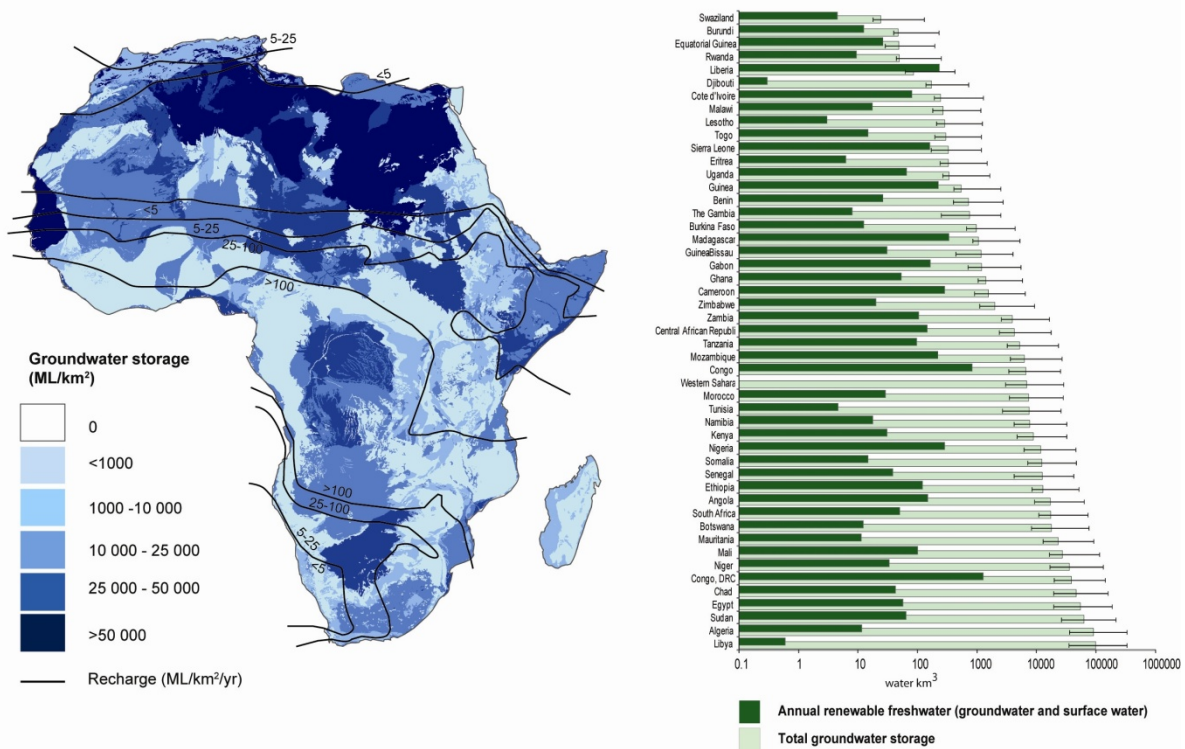 5-25
<5
<5
5-25
25-100
>100
>100
25-100
5-25
<5
Groundwater storage
(ML/km²)
0
<1000
1000 -10 000
10 000 - 25 000
25 000 - 50 000
>50 000
Recharge (ML/km²/yr)
Swaziland
Burundi
Equatorial Guinea
Rwanda
Liberia
Djibouti
Cote d'Ivoire
Malawi
Lesotho
Togo
Sierra Leone
Eritrea
Uganda
Guinea
Benin
The Gambia
Burkina Faso
Madagascar
GuineaBissau
Gabon
Ghana
Cameroon
Zimbabwe
Zambia
Central African Republi
Tanzania
Mozambique
Congo
Western Sahara
Morocco
Tunisia
Namibia
Kenya
Nigeria
Somalia
Senegal
Ethiopia
Angola
South Africa
Botswana
Mauritania
Mali
Niger
Congo, DRC
Chad
Egypt
Sudan
Algeria
Libya
0.1 1 10 100 1000 10000 100000 1000000
water km³
Annual renewable freshwater (groundwater and surface water)
Total groundwater storage